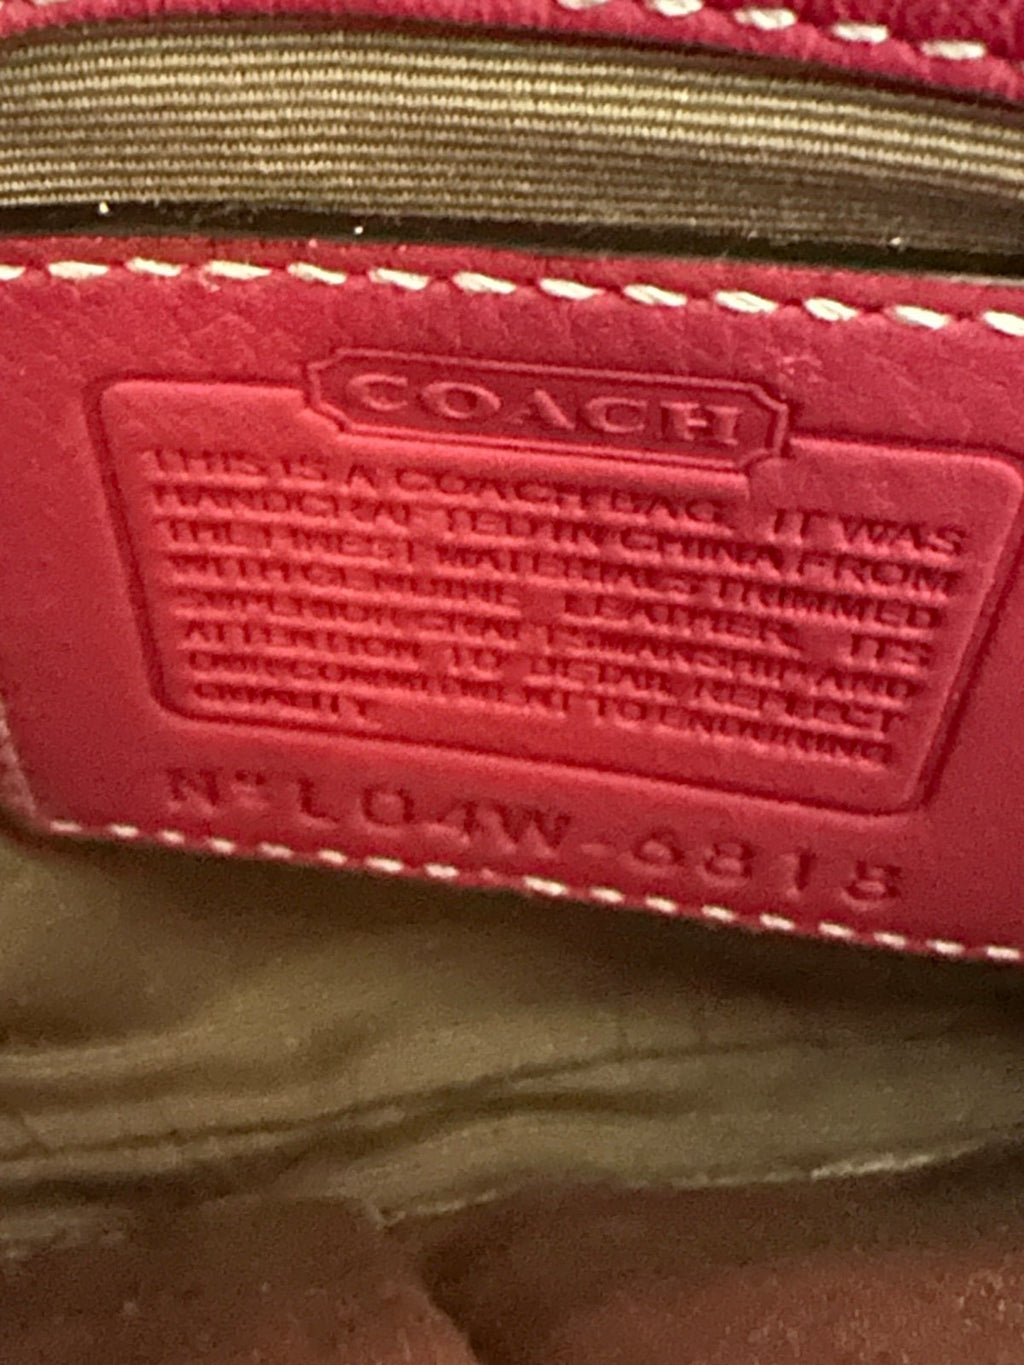 COACH
THIS IS A COACH BAG. IT WAS
HANDCRAFTED IN CHINA FROM
THE FINEST MATERIALS TRIMMED
WITH GENUINE LEATHER. ITS
SUPERIOR CRAFTSMANSHIP AND
ATTENTION TO DETAIL REFLECT
OUR COMMITMENT TO ENDURING
QUALITY.
Nº L04W-6818